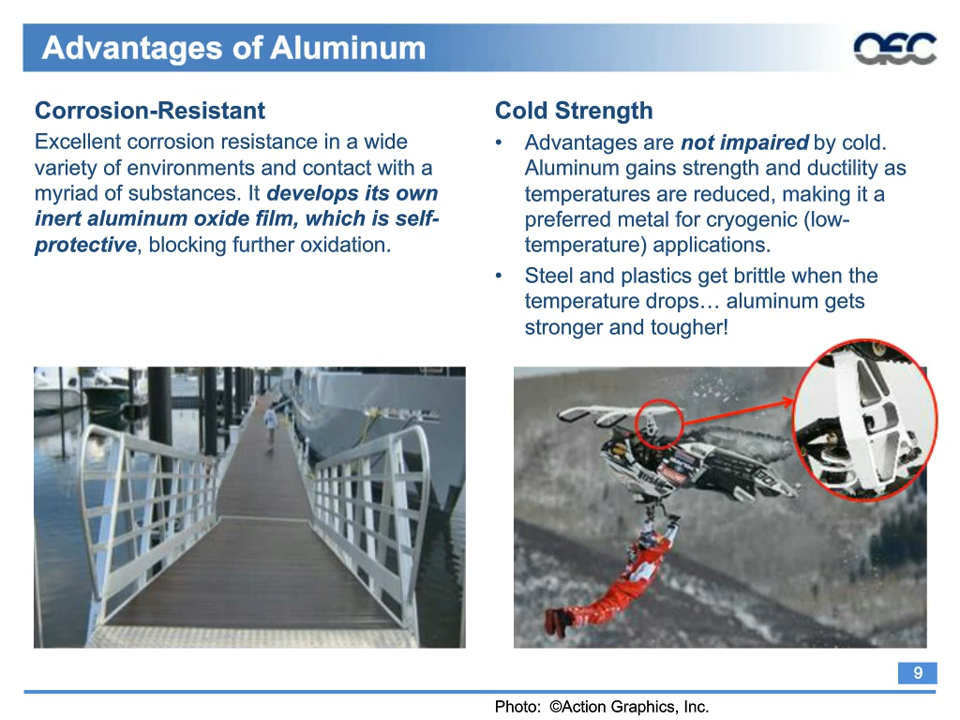 Advantages of Aluminum
AEC
Corrosion-Resistant
Excellent corrosion resistance in a wide
variety of environments and contact with a
myriad of substances. It develops its own
inert aluminum oxide film, which is self-
protective, blocking further oxidation.
Cold Strength
• Advantages are not impaired by cold.
Aluminum gains strength and ductility as
temperatures are reduced, making it a
preferred metal for cryogenic (low-
temperature) applications.
• Steel and plastics get brittle when the
temperature drops… aluminum gets
stronger and tougher!
9
Photo: ©Action Graphics, Inc.